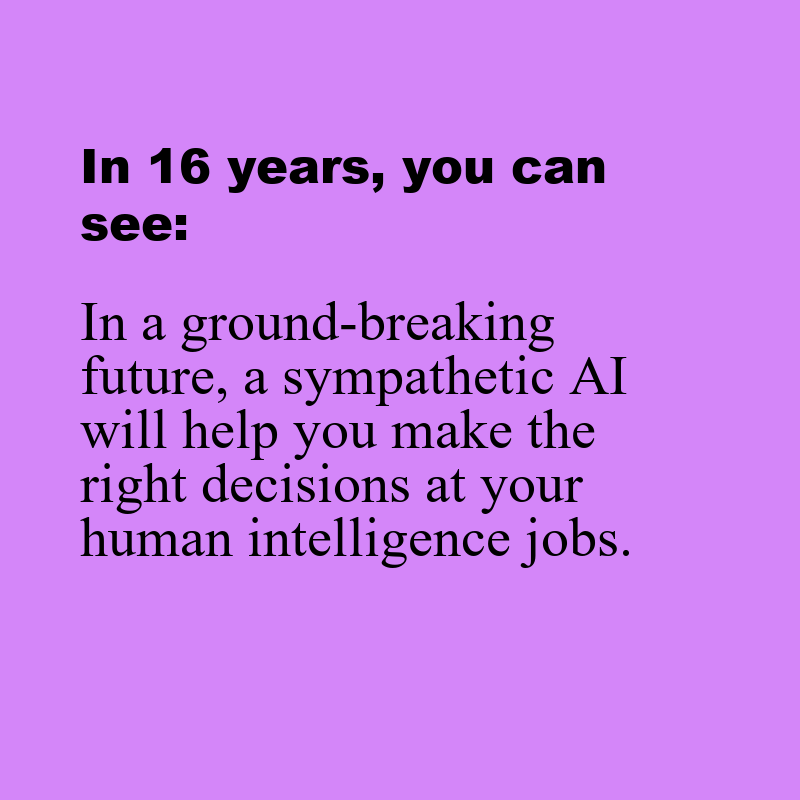 In 16 years, you can
see:
In a ground-breaking
future, a sympathetic AI
will help you make the
right decisions at your
human intelligence jobs.